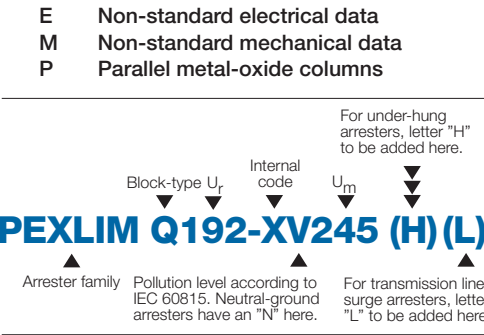 E Non-standard electrical data
M Non-standard mechanical data
P Parallel metal-oxide columns
For under-hung
arresters, letter ”H”
to be added here.
Block-type Ur Internal
code Um
PEXLIM Q192-XV245 (H)(L)
Arrester family
Pollution level according to
IEC 60815. Neutral-ground
arresters have an ”N” here.
For transmission line
surge arresters,
”L” to be added here